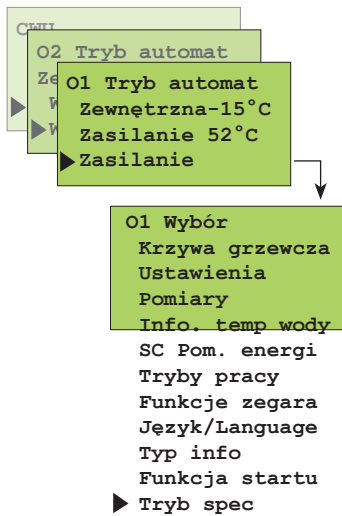 CWU
O2 Tryb automat
Ze
W
W
O1 Tryb automat
Zewnętrzna-15°C
Zasilanie 52°C
Zasilanie
O1 Wybór
Krzywa grzewcza
Ustawienia
Pomiary
Info. temp wody
SC Pom. energi
Tryby pracy
Funkcje zegara
Język/Language
Typ info
Funkcja startu
Tryb spec